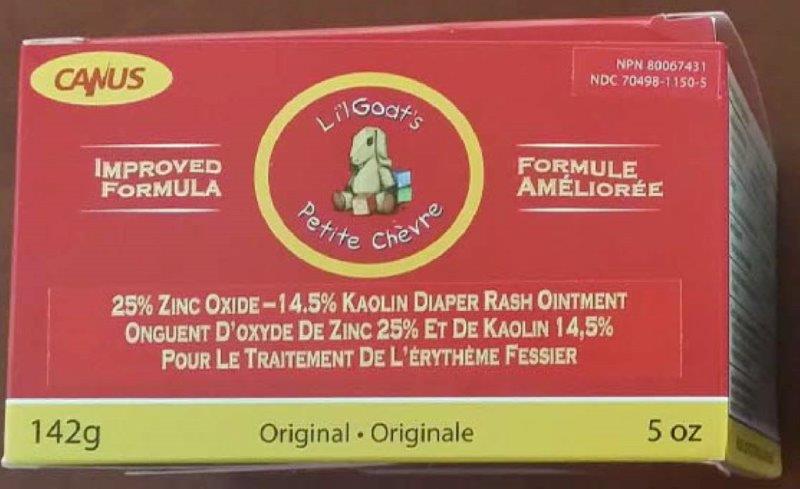 CANUS
NPN 80067431
NDC 70498-1150-5
Li'lGoat's
Petite Chèvre
IMPROVED
FORMULA
FORMULE
AMÉLIORÉE
25% ZINC OXIDE – 14.5% KAOLIN DIAPER RASH OINTMENT
ONGUENT D'OXYDE DE ZINC 25% ET DE KAOLIN 14,5%
POUR LE TRAITEMENT DE L'ÉRYTHÈME FESSIER
142g
Original • Originale
5 oz